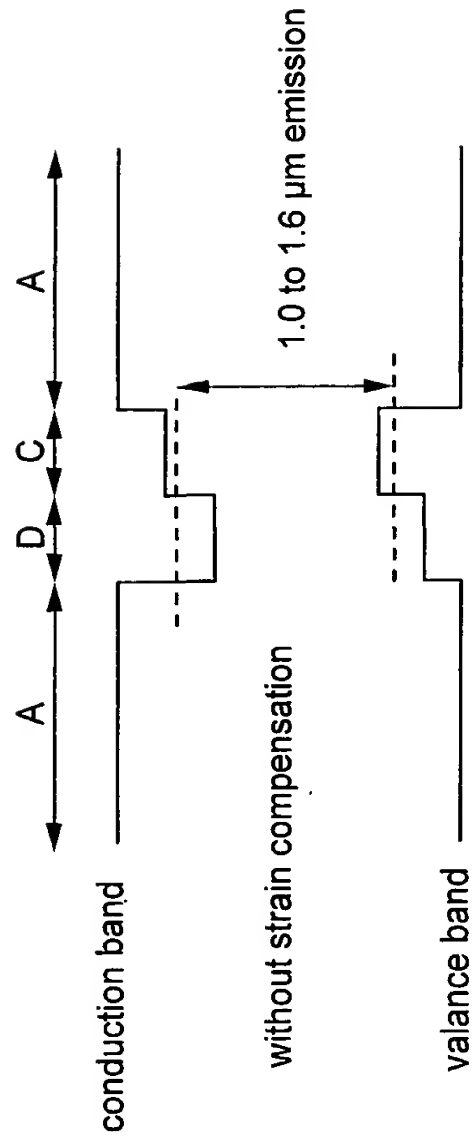 A
D
C
A
conduction band
1.0 to 1.6 µm emission
without strain compensation
valance band